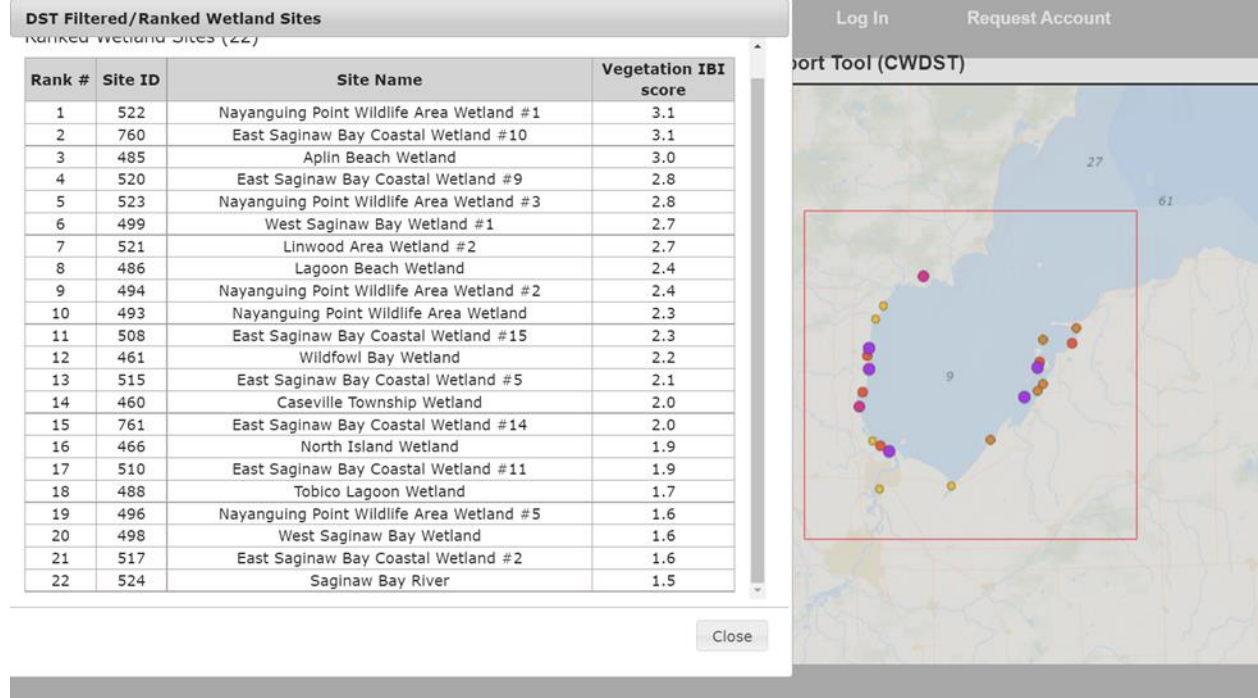 DST Filtered/Ranked Wetland Sites
Ranked Wetland Sites (22)
Rank # Site ID Site Name Vegetation IBI score
1 522 Nayanguing Point Wildlife Area Wetland #1 3.1
2 760 East Saginaw Bay Coastal Wetland #10 3.1
3 485 Aplin Beach Wetland 3.0
4 520 East Saginaw Bay Coastal Wetland #9 2.8
5 523 Nayanguing Point Wildlife Area Wetland #3 2.8
6 499 West Saginaw Bay Wetland #1 2.7
7 521 Linwood Area Wetland #2 2.7
8 486 Lagoon Beach Wetland 2.4
9 494 Nayanguing Point Wildlife Area Wetland #2 2.4
10 493 Nayanguing Point Wildlife Area Wetland 2.3
11 508 East Saginaw Bay Coastal Wetland #15 2.3
12 461 Wildfowl Bay Wetland 2.2
13 515 East Saginaw Bay Coastal Wetland #5 2.1
14 460 Caseville Township Wetland 2.0
15 761 East Saginaw Bay Coastal Wetland #14 2.0
16 466 North Island Wetland 1.9
17 510 East Saginaw Bay Coastal Wetland #11 1.9
18 488 Tobico Lagoon Wetland 1.7
19 496 Nayanguing Point Wildlife Area Wetland #5 1.6
20 498 West Saginaw Bay Wetland 1.6
21 517 East Saginaw Bay Coastal Wetland #2 1.6
22 524 Saginaw Bay River 1.5
Close
Log In Request Account
port Tool (CWDST)
27
61
9